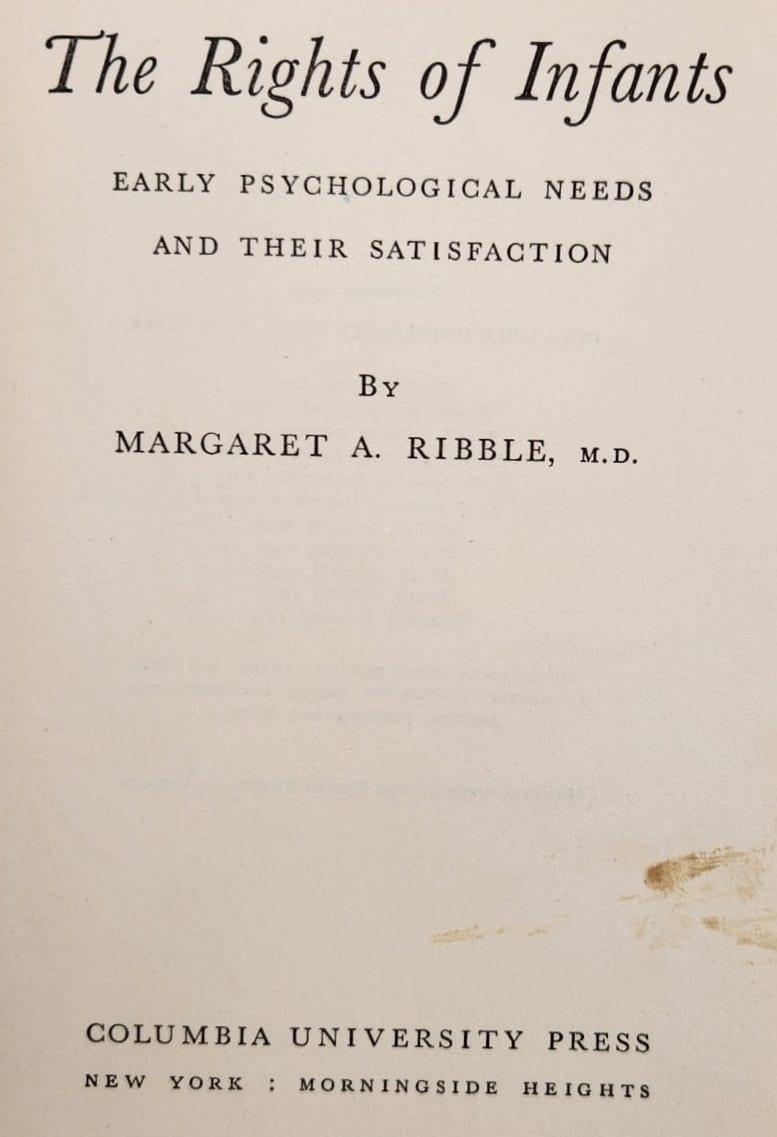 The Rights of Infants
EARLY PSYCHOLOGICAL NEEDS
AND THEIR SATISFACTION
BY
MARGARET A. RIBBLE, M.D.
COLUMBIA UNIVERSITY PRESS
NEW YORK : MORNINGSIDE HEIGHTS